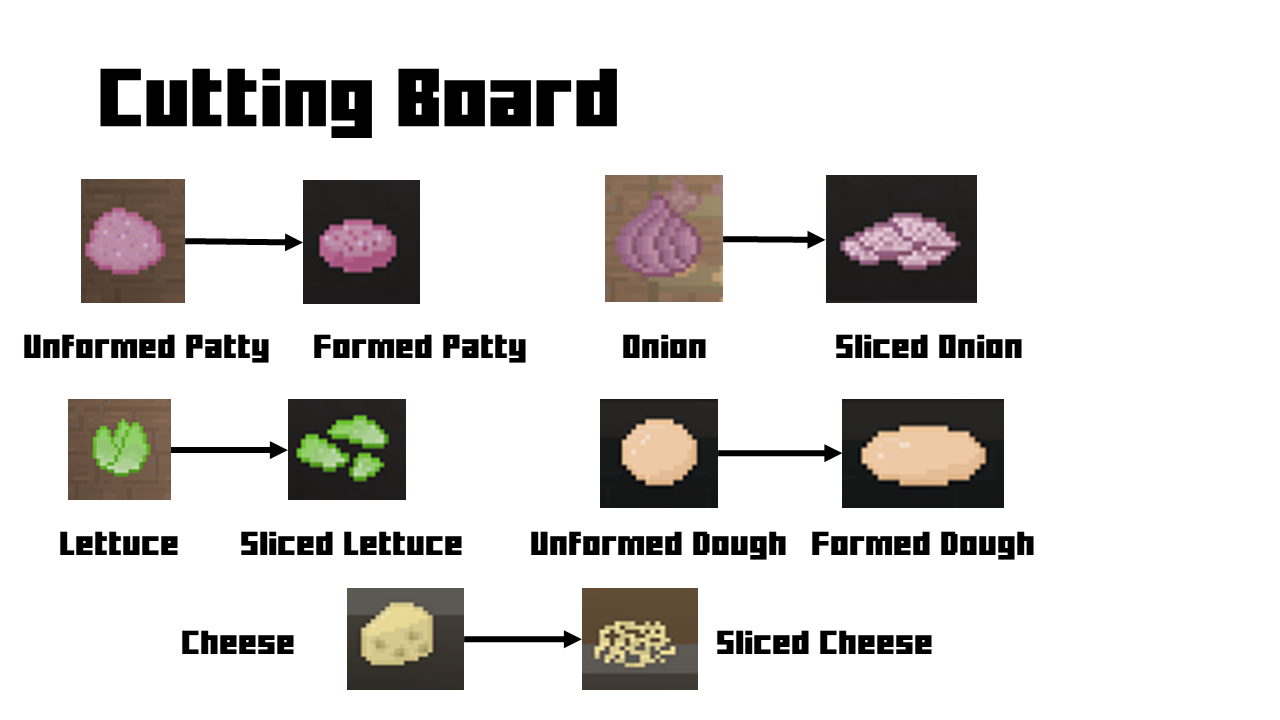 Cutting Board
Unformed Patty
Formed Patty
Onion
Sliced Onion
Lettuce
Sliced Lettuce
Unformed Dough
Formed Dough
Cheese
Sliced Cheese